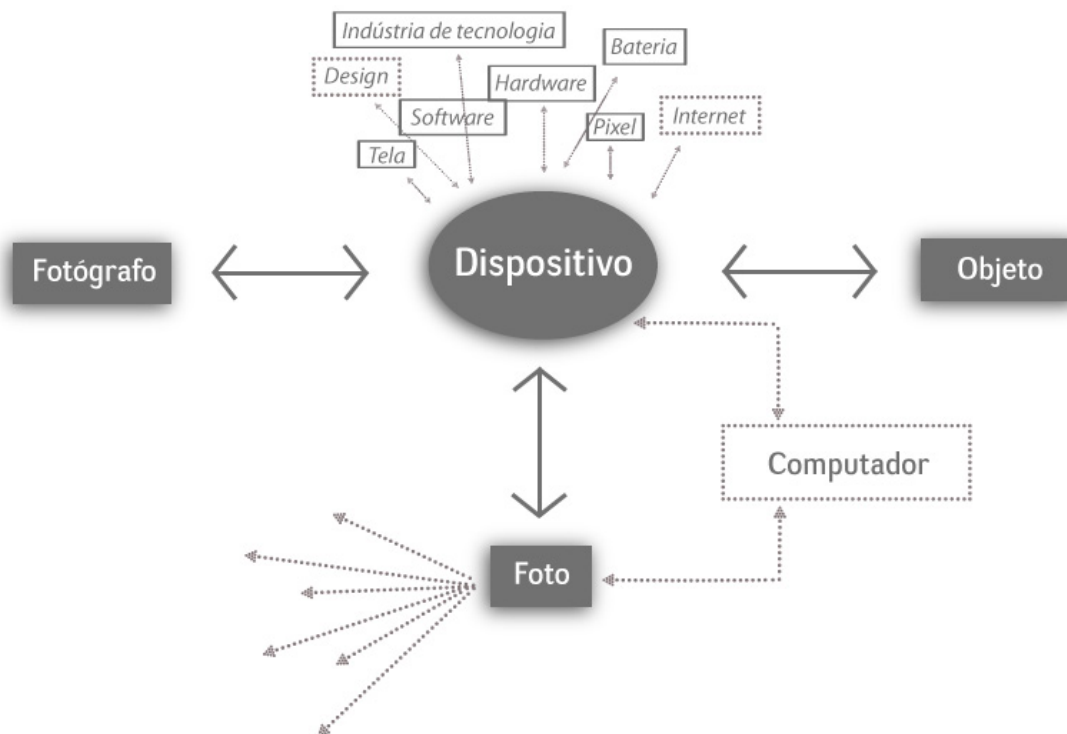 Indústria de tecnologia
Bateria
Design
Hardware
Software
Pixel
Internet
Tela
Fotógrafo
Dispositivo
Objeto
Computador
Foto